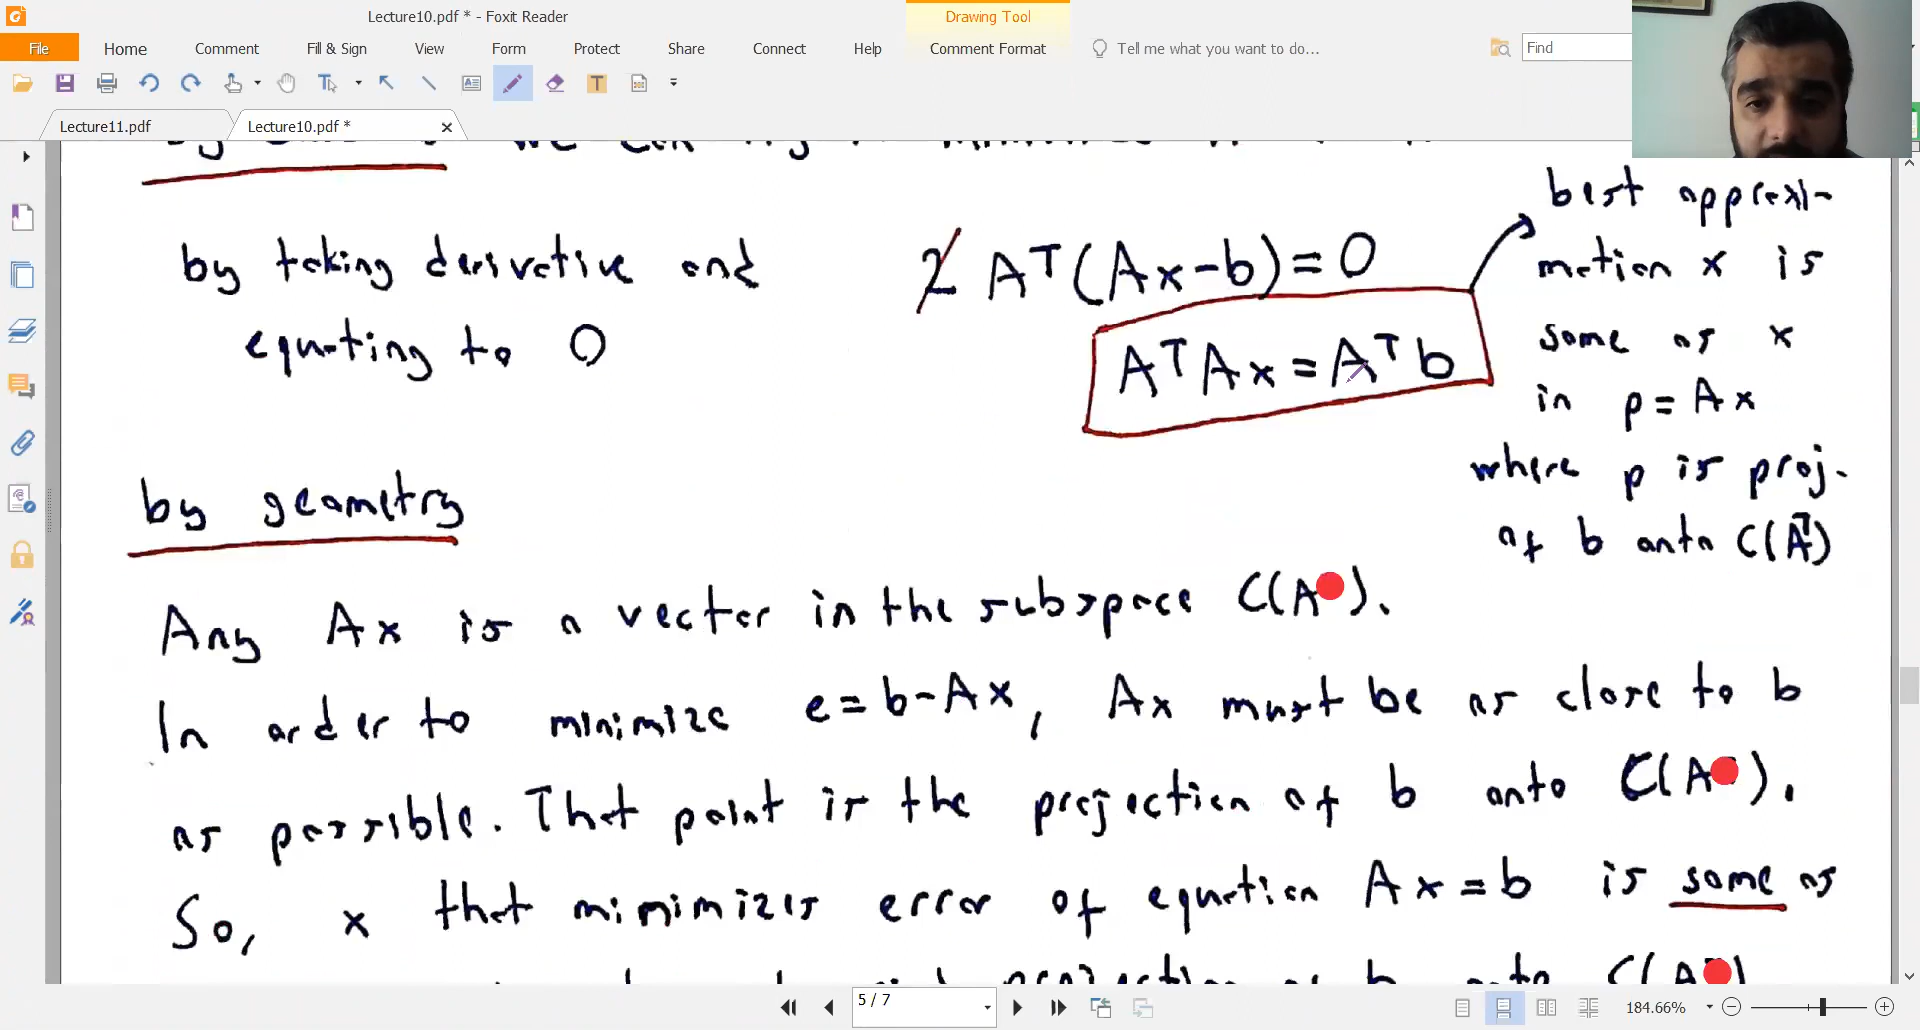 Lecture10.pdf * - Foxit Reader
Drawing Tool
File Home Comment Fill & Sign View Form Protect Share Connect Help Comment Format Tell me what you want to do... Find
Lecture11.pdf Lecture10.pdf *
by taking derivative and
equating to 0
2 Aᵀ(Ax-b)=0
AᵀAx=Aᵀb
best approxi-
mation x is
same as x
in p=Ax
where p is proj.
of b onto C(Aᵀ)
by geometry
Any Ax is a vector in the subspace C(A ).
In order to minimize e=b-Ax, Ax must be as close to b
as possible. That point is the projection of b onto C(A ).
So, x that minimizes error of equation Ax=b is same as
projection of b onto C(A )
5 / 7
184.66%